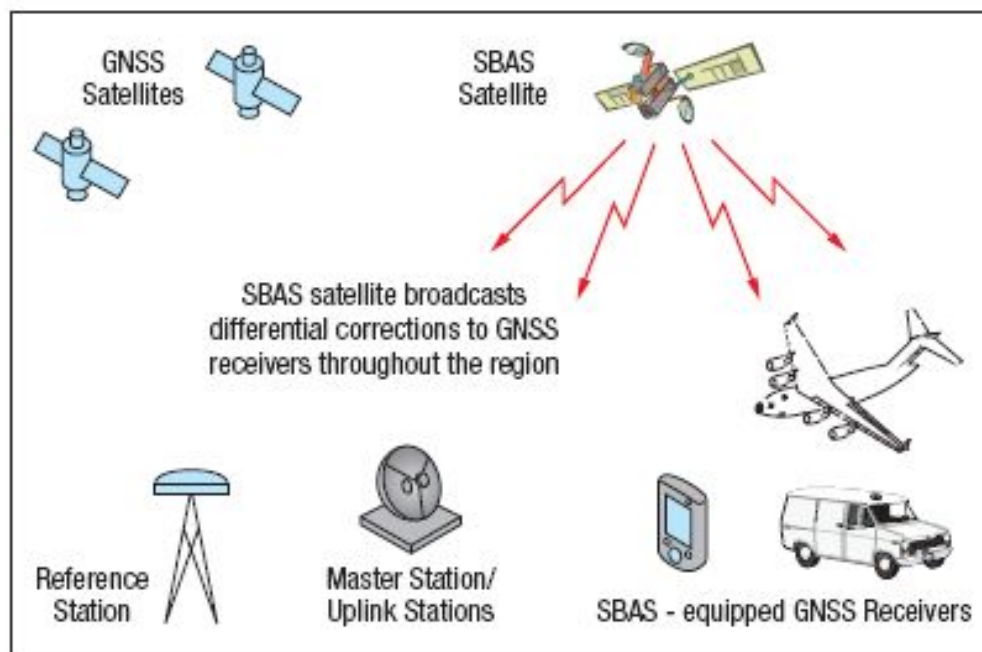 GNSS
Satellites
SBAS
Satellite
SBAS satellite broadcasts
differential corrections to GNSS
receivers throughout the region
Reference
Station
Master Station/
Uplink Stations
SBAS - equipped GNSS Receivers